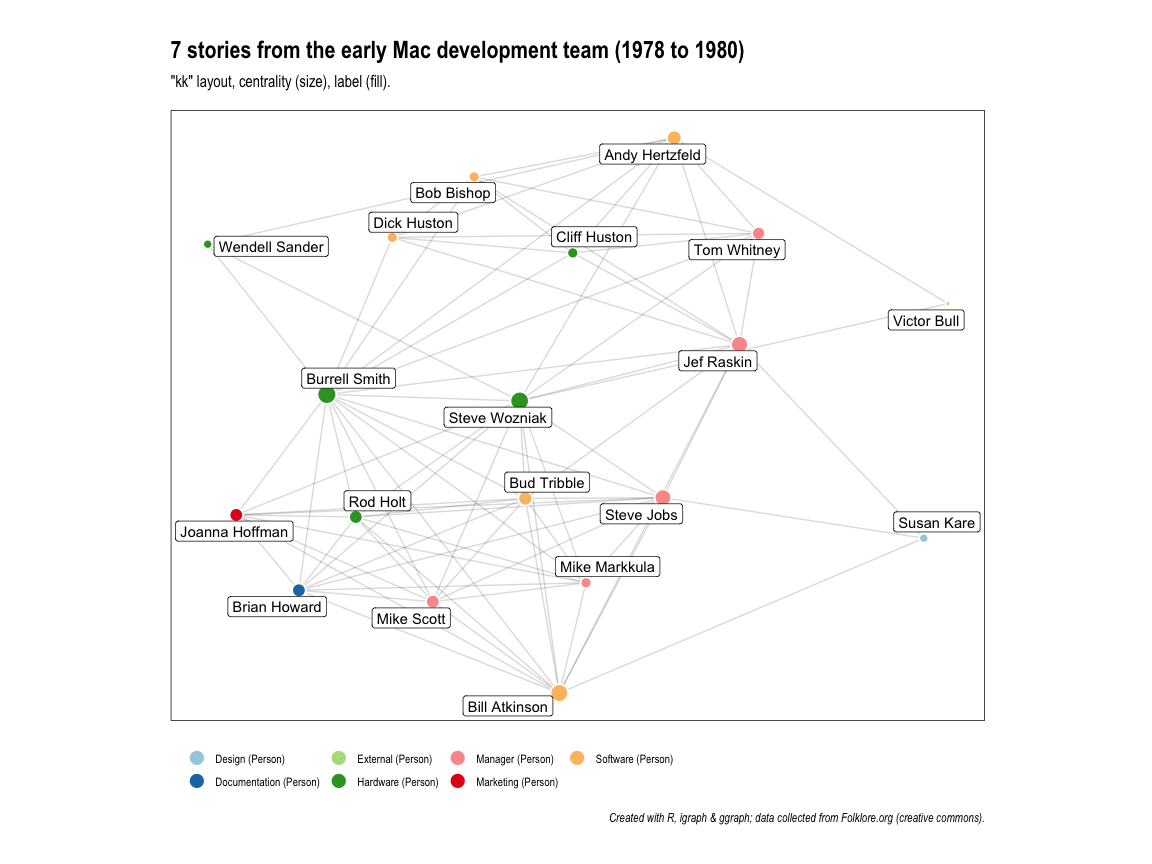 7 stories from the early Mac development team (1978 to 1980)
"kk" layout, centrality (size), label (fill).
Andy Hertzfeld
Bob Bishop
Dick Huston
Cliff Huston
Wendell Sander
Tom Whitney
Victor Bull
Jef Raskin
Burrell Smith
Steve Wozniak
Bud Tribble
Rod Holt
Steve Jobs
Susan Kare
Joanna Hoffman
Mike Markkula
Brian Howard
Mike Scott
Bill Atkinson
Design (Person) External (Person) Manager (Person) Software (Person)
Documentation (Person) Hardware (Person) Marketing (Person)
Created with R, igraph & ggraph; data collected from Folklore.org (creative commons).